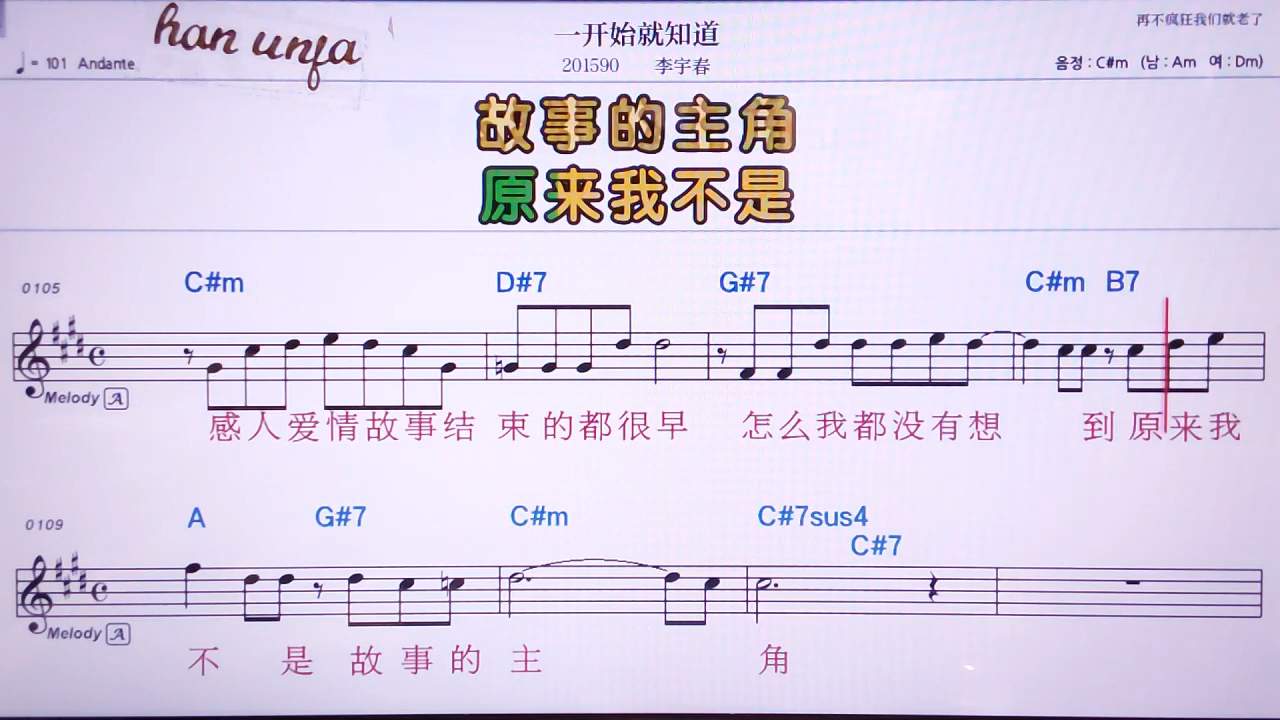 han unfa
一开始就知道
再不疯狂我们就老了
♩= 101 Andante
201590 李宇春
음정 : C#m (남 : Am 여 : Dm)
故事的主角
原来我不是
0105 C#m D#7 G#7 C#m B7
Melody A
感人爱情故事结 束的都很早 怎么我都没有想 到原来我
0109 A G#7 C#m C#7sus4
C#7
Melody A
不 是 故事的主 角